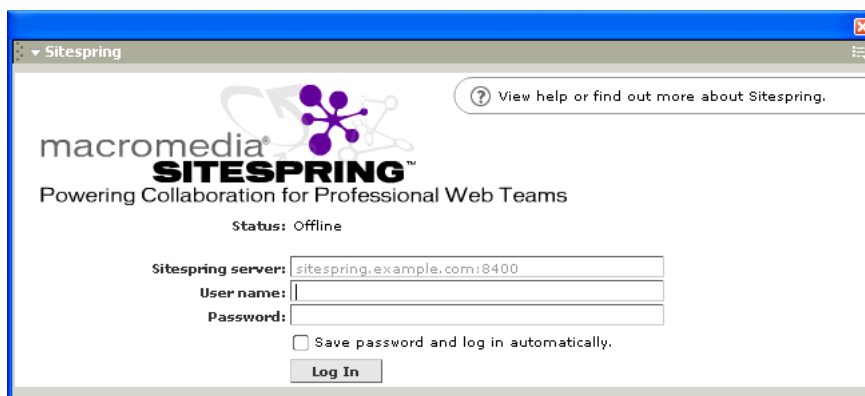 Sitespring
View help or find out more about Sitespring.
macromedia®
SITESPRING™
Powering Collaboration for Professional Web Teams
Status: Offline
Sitespring server: sitespring.example.com:8400
User name:
Password:
Save password and log in automatically.
Log In